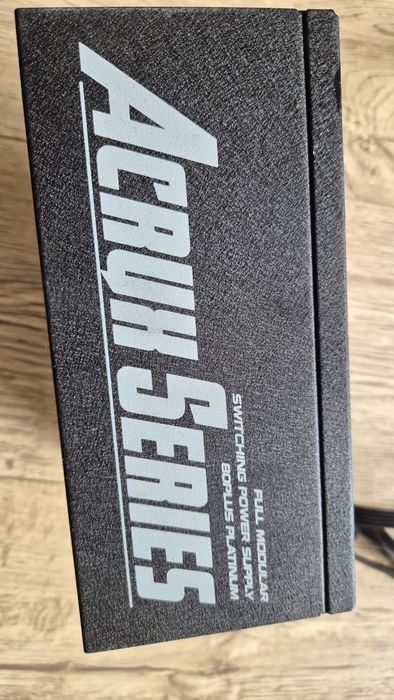 ACRUX SERIES
FULL MODULAR
SWITCHING POWER SUPPLY
80PLUS PLATINUM